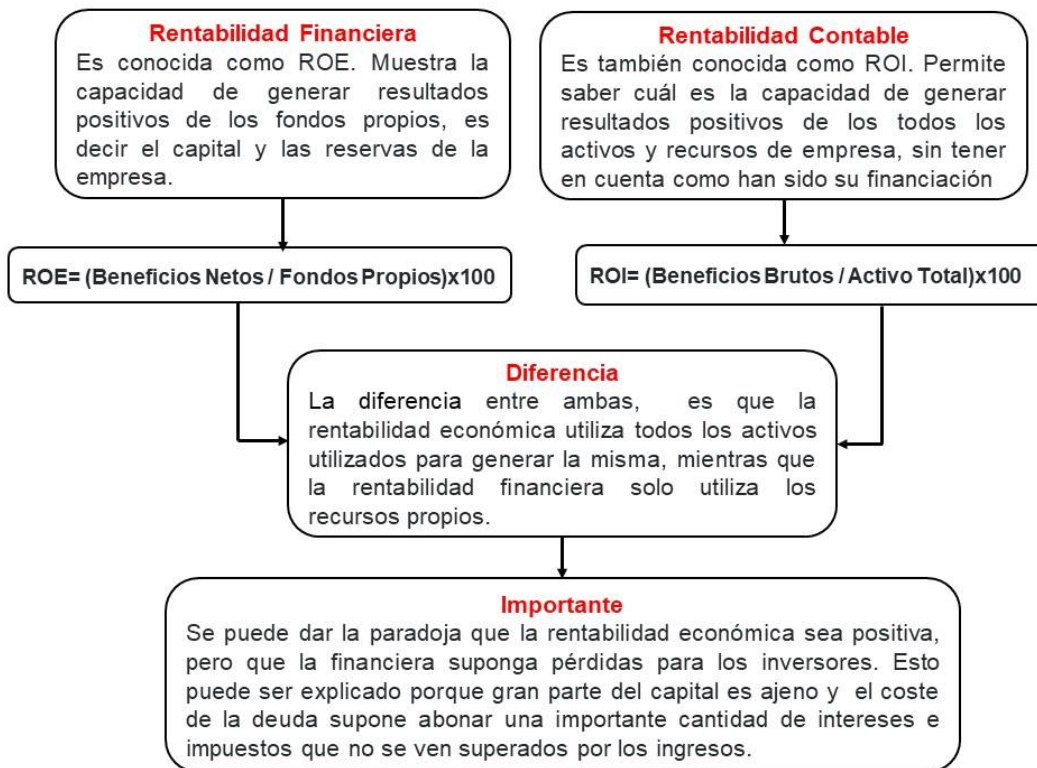 Rentabilidad Financiera
Es conocida como ROE. Muestra la
capacidad de generar resultados
positivos de los fondos propios, es
decir el capital y las reservas de la
empresa.
Rentabilidad Contable
Es también conocida como ROI. Permite
saber cuál es la capacidad de generar
resultados positivos de los todos los
activos y recursos de empresa, sin tener
en cuenta como han sido su financiación
ROE= (Beneficios Netos / Fondos Propios)x100
ROI= (Beneficios Brutos / Activo Total)x100
Diferencia
La diferencia entre ambas, es que la
rentabilidad económica utiliza todos los activos
utilizados para generar la misma, mientras que
la rentabilidad financiera solo utiliza los
recursos propios.
Importante
Se puede dar la paradoja que la rentabilidad económica sea positiva,
pero que la financiera suponga pérdidas para los inversores. Esto
puede ser explicado porque gran parte del capital es ajeno y el coste
de la deuda supone abonar una importante cantidad de intereses e
impuestos que no se ven superados por los ingresos.